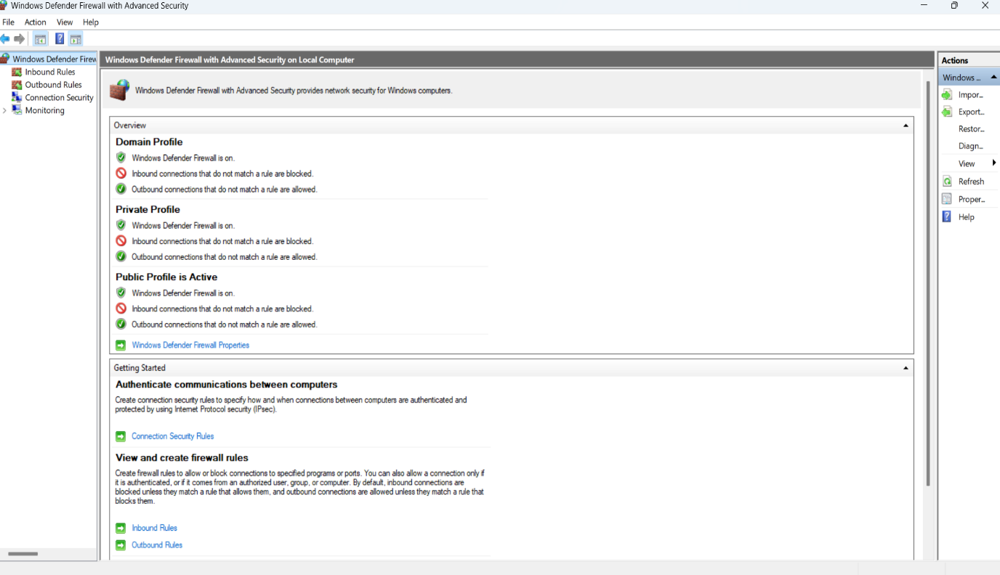 Windows Defender Firewall with Advanced Security
File Action View Help
Windows Defender Firew
Inbound Rules
Outbound Rules
Connection Security
Monitoring
Windows Defender Firewall with Advanced Security on Local Computer
Windows Defender Firewall with Advanced Security provides network security for Windows computers.
Overview
Domain Profile
Windows Defender Firewall is on.
Inbound connections that do not match a rule are blocked.
Outbound connections that do not match a rule are allowed.
Private Profile
Windows Defender Firewall is on.
Inbound connections that do not match a rule are blocked.
Outbound connections that do not match a rule are allowed.
Public Profile is Active
Windows Defender Firewall is on.
Inbound connections that do not match a rule are blocked.
Outbound connections that do not match a rule are allowed.
Windows Defender Firewall Properties
Getting Started
Authenticate communications between computers
Create connection security rules to specify how and when connections between computers are authenticated and
protected by using Internet Protocol security (IPsec).
Connection Security Rules
View and create firewall rules
Create firewall rules to allow or block connections to specified programs or ports. You can also allow a connection only if
it is authenticated, or if it comes from an authorized user, group, or computer. By default, inbound connections are
blocked unless they match a rule that allows them, and outbound connections are allowed unless they match a rule that
blocks them.
Inbound Rules
Outbound Rules
Actions
Windows ...
Impor...
Export...
Restor...
Diagn...
View
Refresh
Proper...
Help